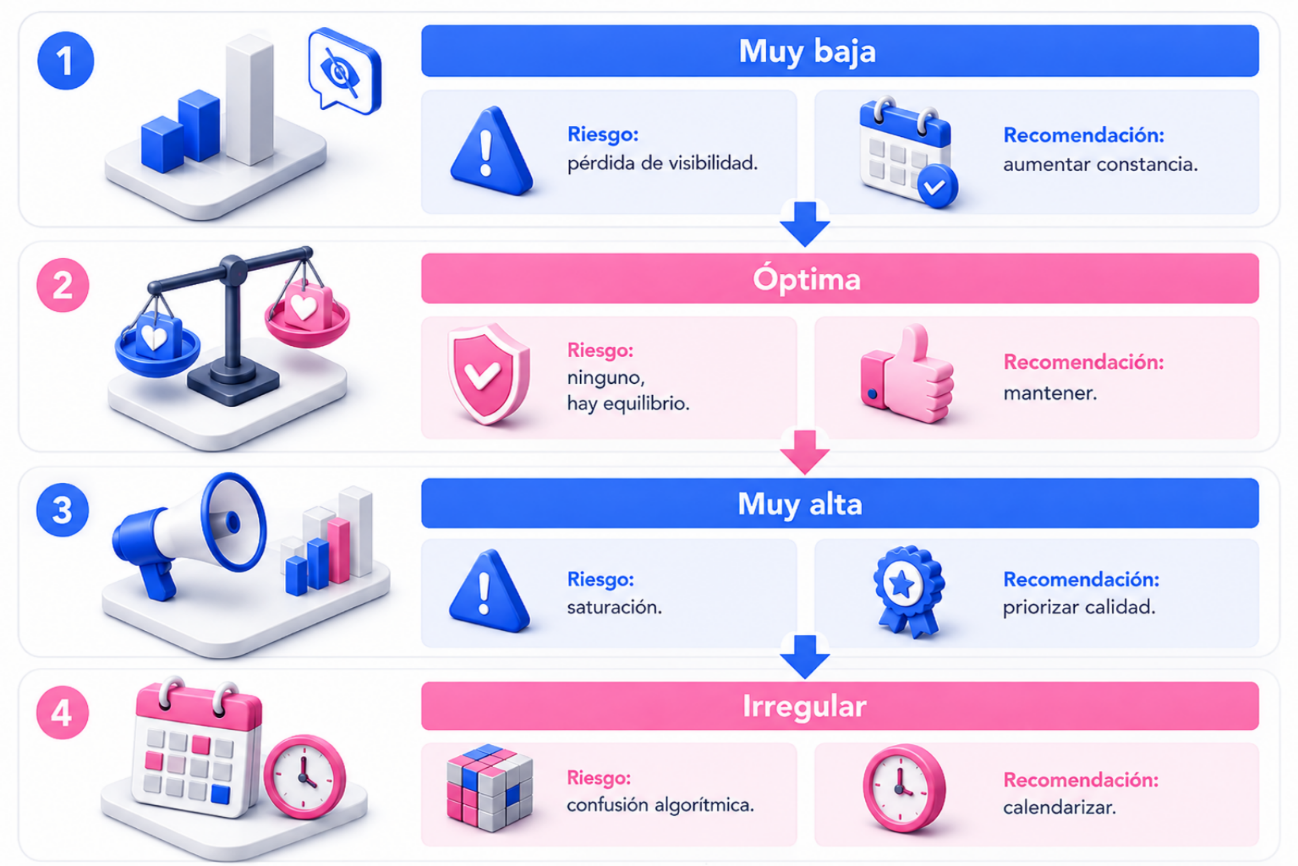 1
Muy baja
Riesgo:
pérdida de visibilidad.
Recomendación:
aumentar constancia.
2
Óptima
Riesgo:
ninguno,
hay equilibrio.
Recomendación:
mantener.
3
Muy alta
Riesgo:
saturación.
Recomendación:
priorizar calidad.
4
Irregular
Riesgo:
confusión algorítmica.
Recomendación:
calendarizar.